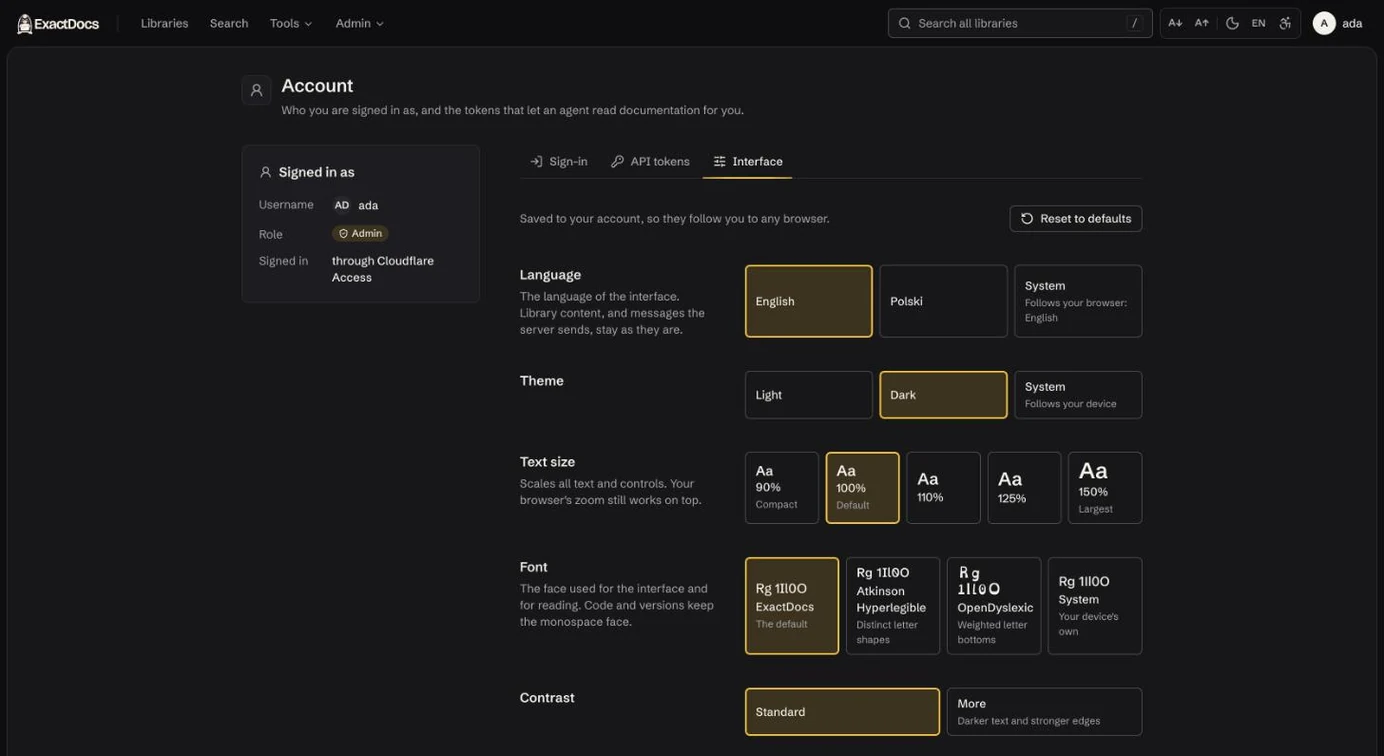 ExactDocs
Libraries
Search
Tools
Admin
Search all libraries
/
A↓
A↑
EN
A
ada
Account
Who you are signed in as, and the tokens that let an agent read documentation for you.
Signed in as
Username
AD
ada
Role
Admin
Signed in
through Cloudflare
Access
Sign-in
API tokens
Interface
Saved to your account, so they follow you to any browser.
Reset to defaults
Language
The language of the interface.
Library content, and messages the
server sends, stay as they are.
English
Polski
System
Follows your browser:
English
Theme
Light
Dark
System
Follows your device
Text size
Scales all text and controls. Your
browser's zoom still works on top.
Aa
90%
Compact
Aa
100%
Default
Aa
110%
Aa
125%
Aa
150%
Largest
Font
The face used for the interface and
for reading. Code and versions keep
the monospace face.
Rg 1Il0O
ExactDocs
The default
Rg 1Il0O
Atkinson
Hyperlegible
Distinct letter
shapes
Rg
1Il0O
OpenDyslexic
Weighted letter
bottoms
Rg 1Il0O
System
Your device's
own
Contrast
Standard
More
Darker text and stronger edges